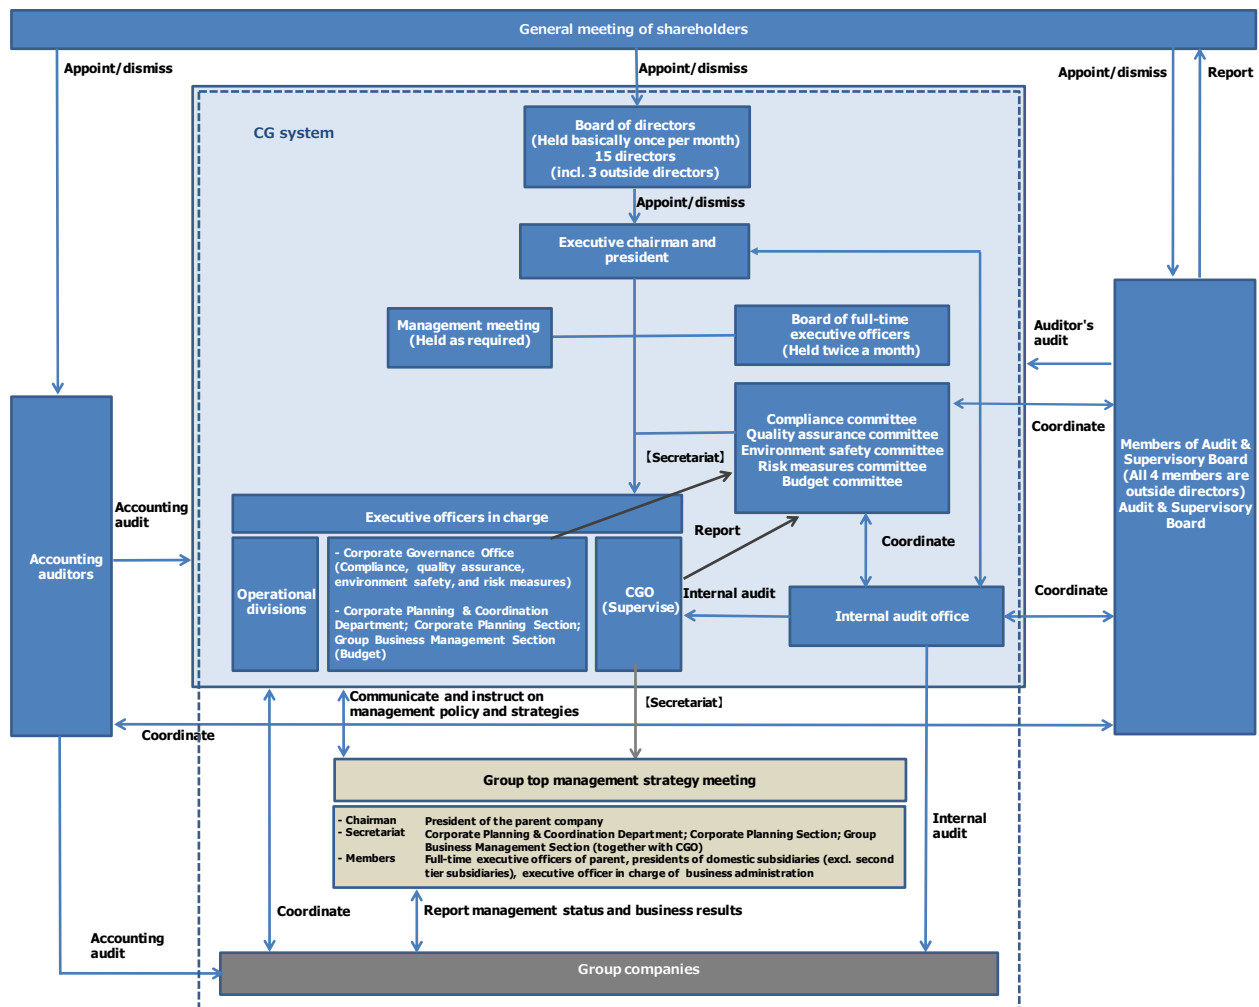 General meeting of shareholders
Appoint/dismiss
Appoint/dismiss
Appoint/dismiss
Report
CG system
Board of directors
(Held basically once per month)
15 directors
(incl. 3 outside directors)
Appoint/dismiss
Executive chairman and
president
Management meeting
(Held as required)
Board of full-time
executive officers
(Held twice a month)
Auditor's
audit
Compliance committee
Quality assurance committee
Environment safety committee
Risk measures committee
Budget committee
Coordinate
Members of Audit &
Supervisory Board
(All 4 members are
outside directors)
Audit & Supervisory
Board
【Secretariat】
Accounting
audit
Accounting
auditors
Executive officers in charge
Report
Coordinate
Operational
divisions
- Corporate Governance Office
(Compliance, quality assurance,
environment safety, and risk measures)
- Corporate Planning & Coordination
Department; Corporate Planning Section;
Group Business Management Section
(Budget)
CGO
(Supervise)
Internal audit
Internal audit office
Coordinate
Communicate and instruct on
management policy and strategies
【Secretariat】
Coordinate
Group top management strategy meeting
- Chairman President of the parent company
- Secretariat Corporate Planning & Coordination Department; Corporate Planning Section; Group
Business Management Section (together with CGO)
- Members Full-time executive officers of parent, presidents of domestic subsidiaries (excl. second
tier subsidiaries), executive officer in charge of business administration
Internal
audit
Coordinate
Report management status and business results
Accounting
audit
Group companies